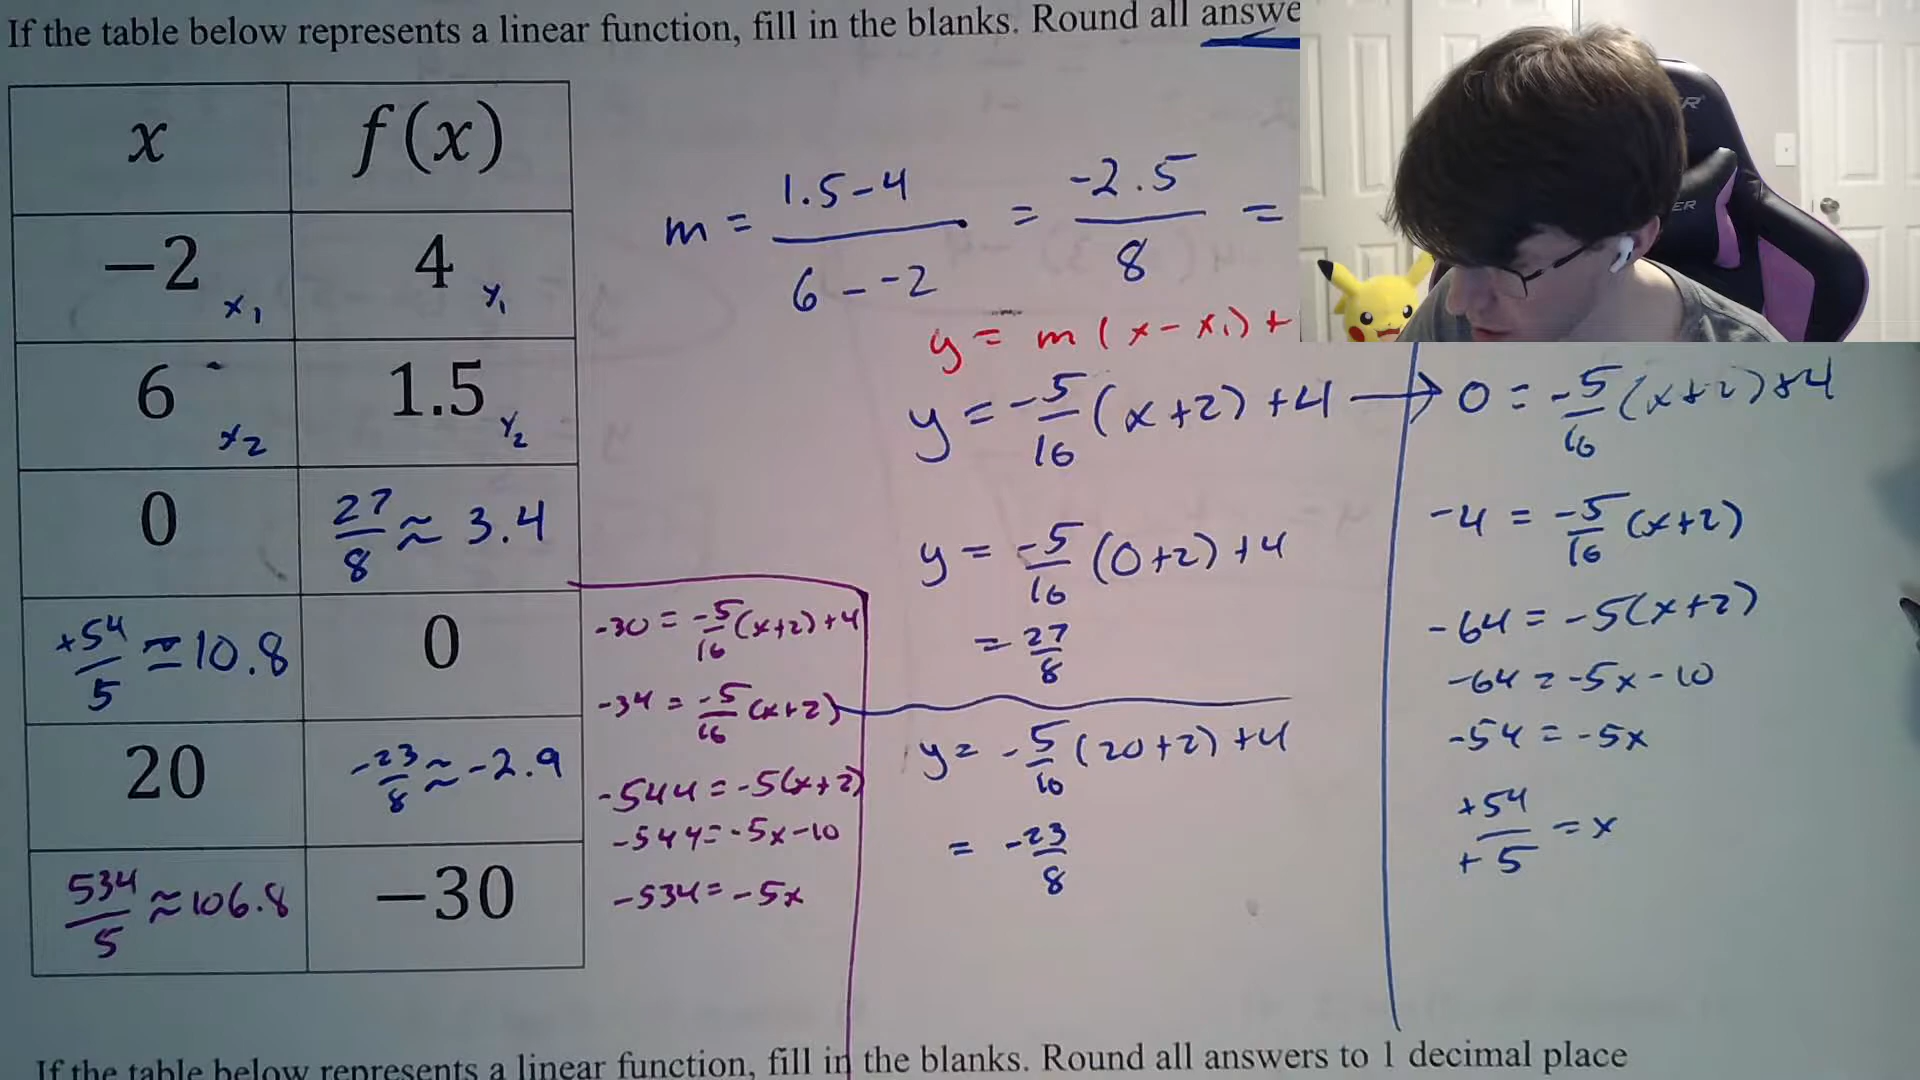 If the table below represents a linear function, fill in the blanks. Round all answe
x f(x)
−2 x₁ 4 y₁
6 x₂ 1.5 y₂
0 27/8 ≈ 3.4
+54/5 ≈ 10.8 0
20 -23/8 ≈ -2.9
534/5 ≈ 106.8 −30
m = (1.5-4)/(6--2) = -2.5/8 =
y = m(x-x₁)+
y = -5/16(x+2)+4 → 0 = -5/16(x+2)+4
y = -5/16(0+2)+4
= 27/8
y = -5/16(20+2)+4
= -23/8
-30 = -5/16(x+2)+4
-34 = -5/16(x+2)
-544 = -5(x+2)
-544 = -5x-10
-534 = -5x
-4 = -5/16(x+2)
-64 = -5(x+2)
-64 = -5x-10
-54 = -5x
+54/+5 = x
If the table below represents a linear function, fill in the blanks. Round all answers to 1 decimal place